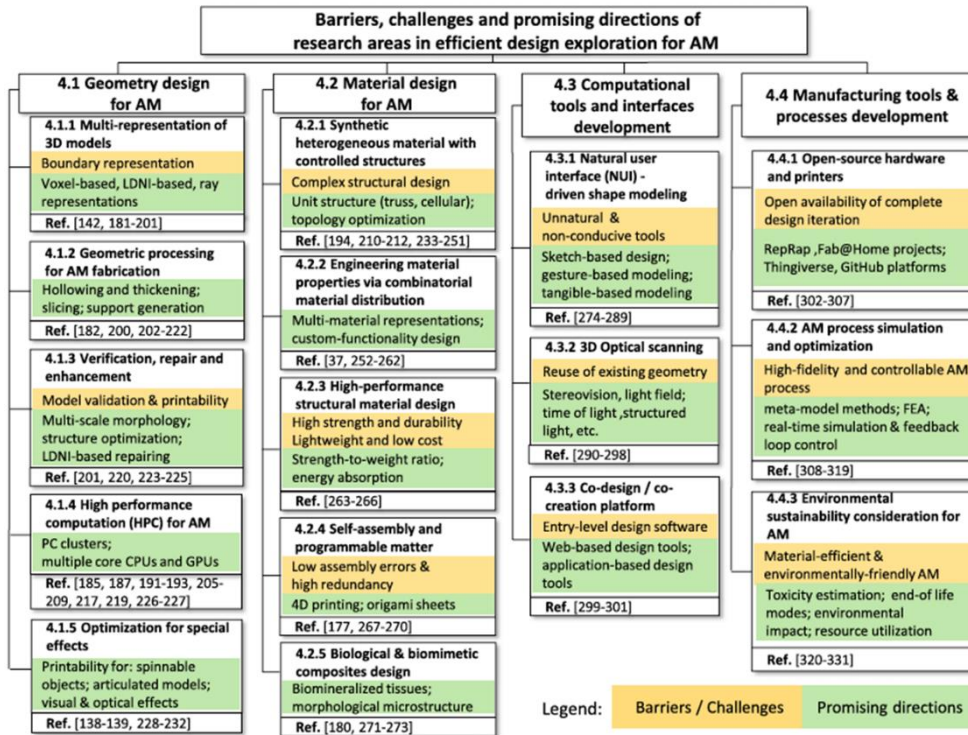 Barriers, challenges and promising directions of
research areas in efficient design exploration for AM
4.1 Geometry design
for AM
4.1.1 Multi-representation of
3D models
Boundary representation
Voxel-based, LDNI-based, ray
representations
Ref. [142, 181-201]
4.1.2 Geometric processing
for AM fabrication
Hollowing and thickening;
slicing; support generation
Ref. [182, 200, 202-222]
4.1.3 Verification, repair and
enhancement
Model validation & printability
Multi-scale morphology;
structure optimization;
LDNI-based repairing
Ref. [201, 220, 223-225]
4.1.4 High performance
computation (HPC) for AM
PC clusters;
multiple core CPUs and GPUs
Ref. [185, 187, 191-193, 205-
209, 217, 219, 226-227]
4.1.5 Optimization for special
effects
Printability for: spinnable
objects; articulated models;
visual & optical effects
Ref. [138-139, 228-232]
4.2 Material design
for AM
4.2.1 Synthetic
heterogeneous material with
controlled structures
Complex structural design
Unit structure (truss, cellular);
topology optimization
Ref. [194, 210-212, 233-251]
4.2.2 Engineering material
properties via combinatorial
material distribution
Multi-material representations;
custom-functionality design
Ref. [37, 252-262]
4.2.3 High-performance
structural material design
High strength and durability
Lightweight and low cost
Strength-to-weight ratio;
energy absorption
Ref. [263-266]
4.2.4 Self-assembly and
programmable matter
Low assembly errors &
high redundancy
4D printing; origami sheets
Ref. [177, 267-270]
4.2.5 Biological & biomimetic
composites design
Biomineralized tissues;
morphological microstructure
Ref. [180, 271-273]
4.3 Computational
tools and interfaces
development
4.3.1 Natural user
interface (NUI) -
driven shape modeling
Unnatural &
non-conducive tools
Sketch-based design;
gesture-based modeling;
tangible-based modeling
Ref. [274-289]
4.3.2 3D Optical scanning
Reuse of existing geometry
Stereovision, light field;
time of light ,structured
light, etc.
Ref. [290-298]
4.3.3 Co-design / co-
creation platform
Entry-level design software
Web-based design tools;
application-based design
tools
Ref. [299-301]
4.4 Manufacturing tools &
processes development
4.4.1 Open-source hardware
and printers
Open availability of complete
design iteration
RepRap ,Fab@Home projects;
Thingiverse, GitHub platforms
Ref. [302-307]
4.4.2 AM process simulation
and optimization
High-fidelity and controllable AM
process
meta-model methods; FEA;
real-time simulation & feedback
loop control
Ref. [308-319]
4.4.3 Environmental
sustainability consideration for
AM
Material-efficient &
environmentally-friendly AM
Toxicity estimation; end-of life
modes; environmental
impact; resource utilization
Ref. [320-331]
Legend:
Barriers / Challenges
Promising directions